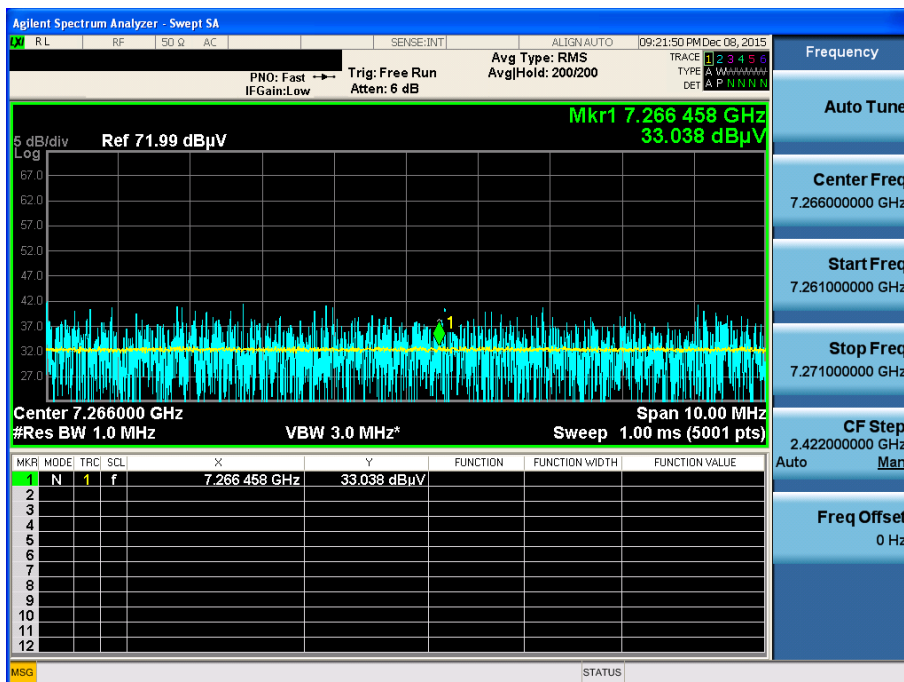 Agilent Spectrum Analyzer - Swept SA
LXI RL RF 50 Ω AC SENSE:INT ALIGN AUTO 09:21:50 PM Dec 08, 2015
PNO: Fast Trig: Free Run Avg Type: RMS TRACE 1 2 3 4 5 6
IFGain:Low Atten: 6 dB Avg|Hold: 200/200 TYPE A WWWWW
DET A P N N N N
Mkr1 7.266 458 GHz
33.038 dBµV
5 dB/div Ref 71.99 dBµV
Log
67.0
62.0
57.0
52.0
47.0
42.0
37.0
32.0
27.0
1
Center 7.266000 GHz Span 10.00 MHz
#Res BW 1.0 MHz VBW 3.0 MHz* Sweep 1.00 ms (5001 pts)
MKR MODE TRC SCL X Y FUNCTION FUNCTION WIDTH FUNCTION VALUE
1 N 1 f 7.266 458 GHz 33.038 dBµV
2
3
4
5
6
7
8
9
10
11
12
MSG STATUS
Frequency
Auto Tune
Center Freq
7.266000000 GHz
Start Freq
7.261000000 GHz
Stop Freq
7.271000000 GHz
CF Step
2.422000000 GHz
Auto Man
Freq Offset
0 Hz